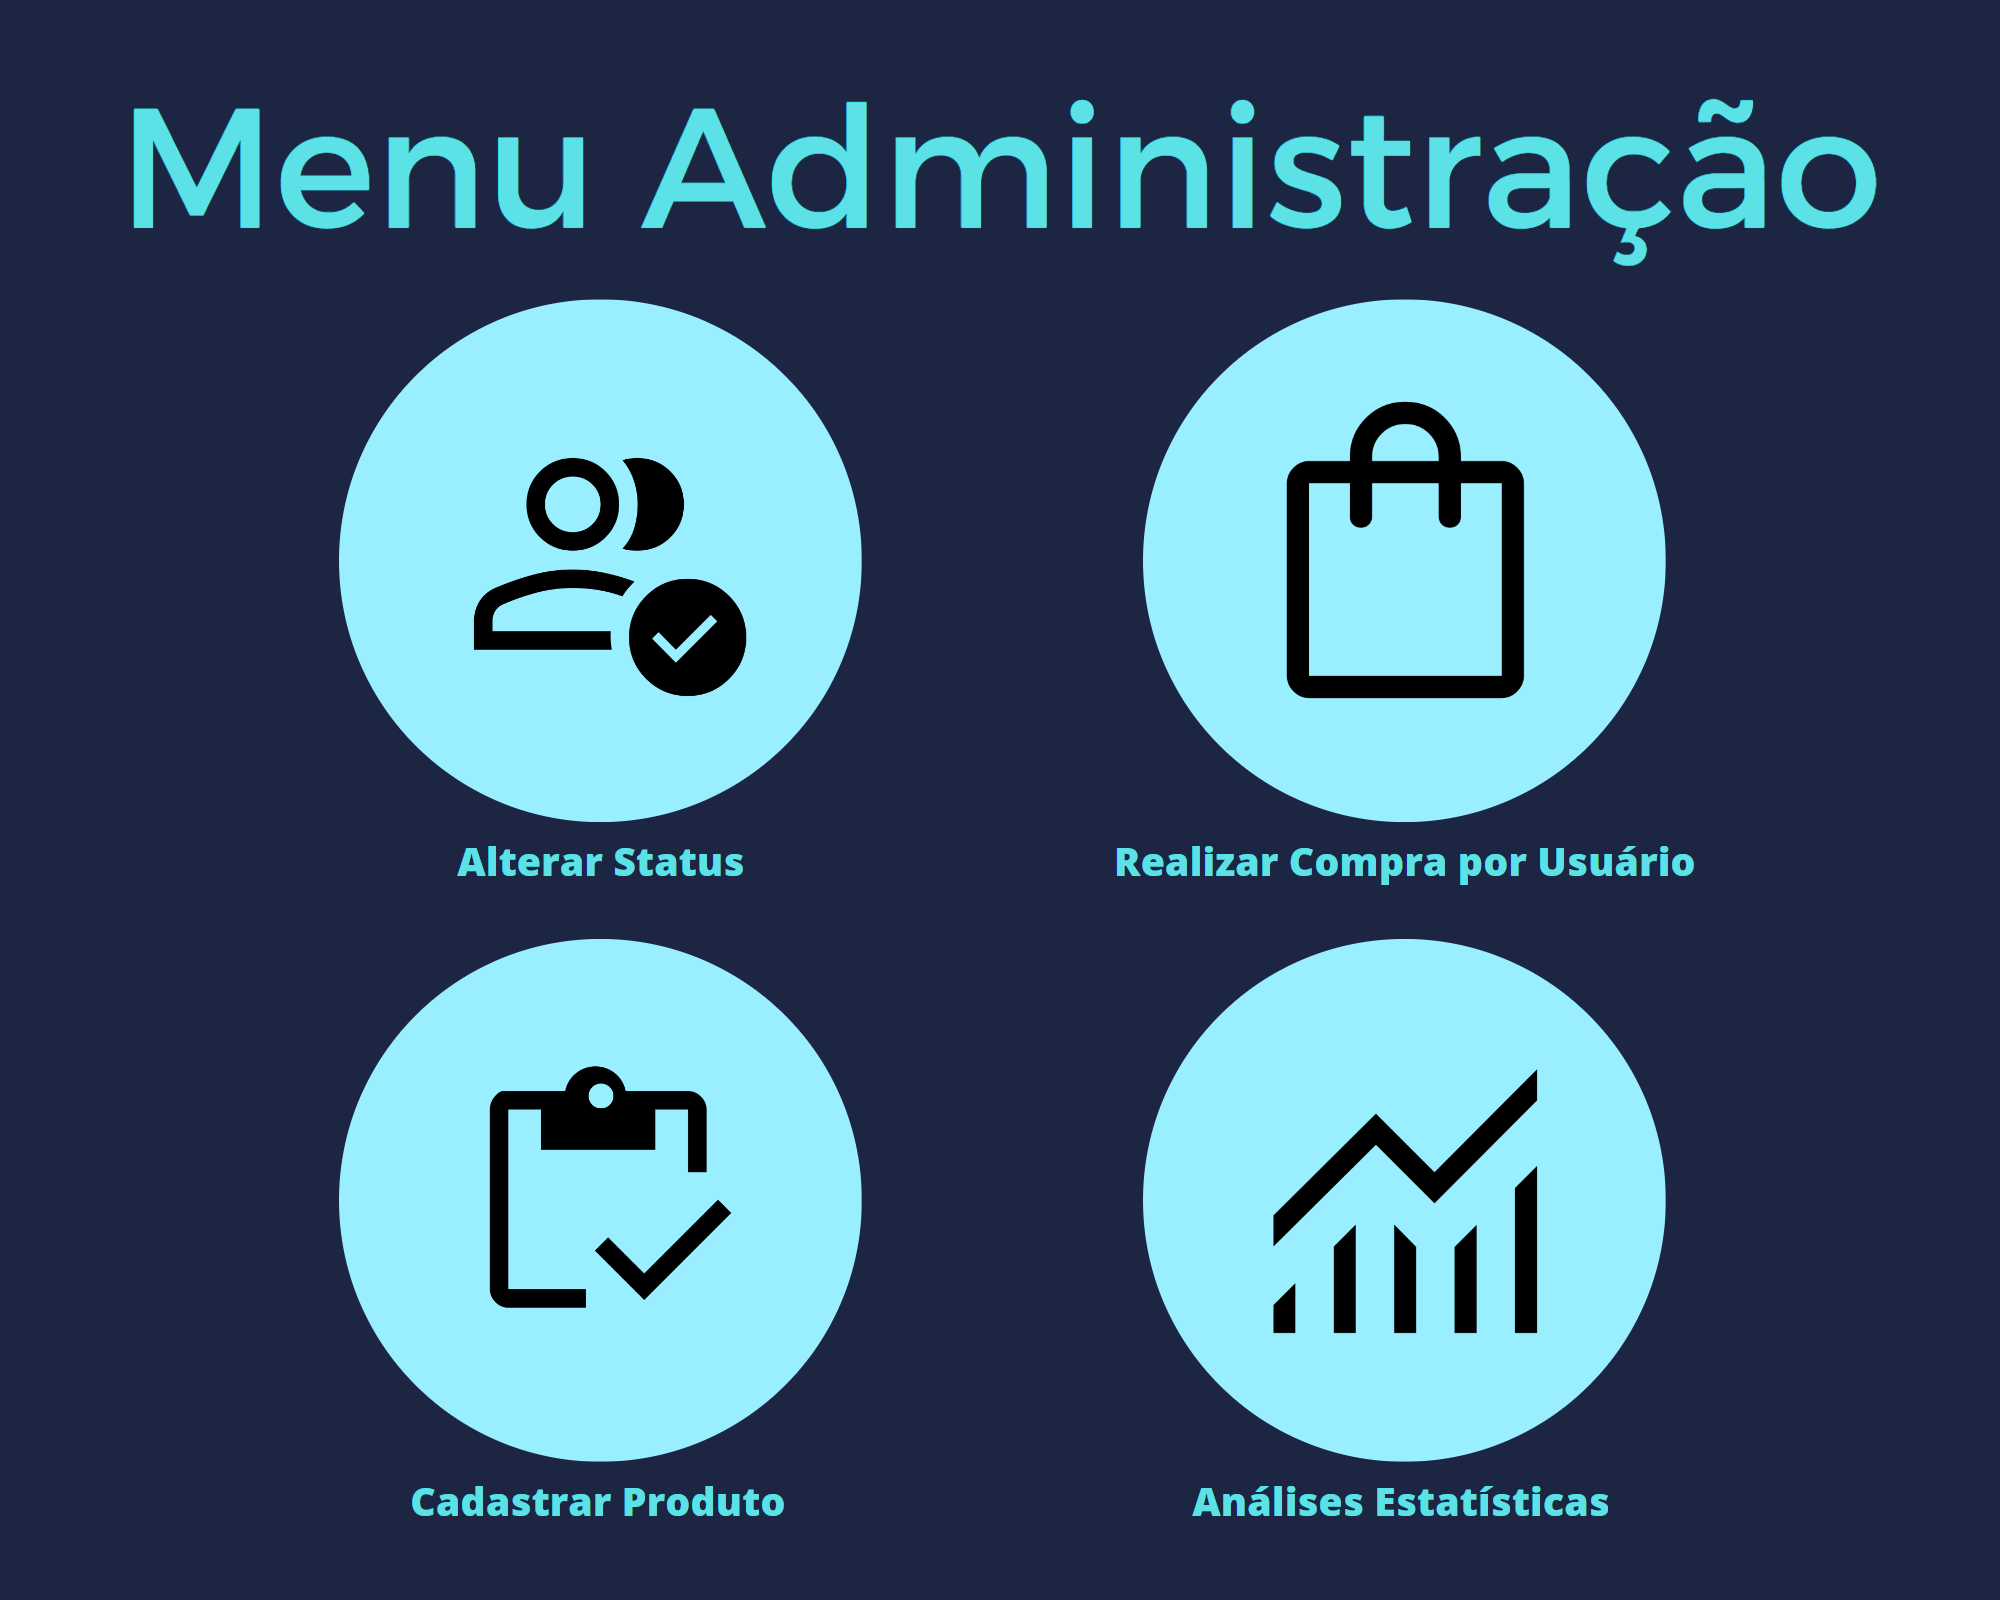 Menu Administração
Alterar Status
Realizar Compra por Usuário
Cadastrar Produto
Análises Estatísticas